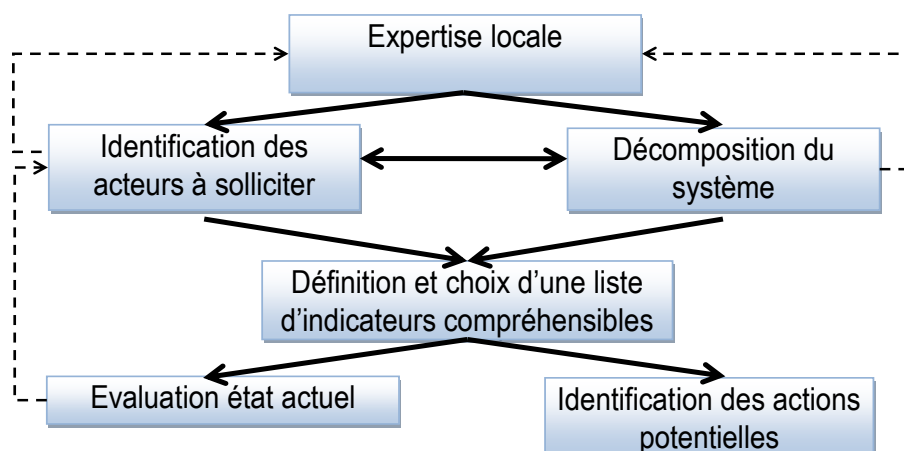 Expertise locale
Identification des
acteurs à solliciter
Décomposition du
système
Définition et choix d’une liste
d’indicateurs compréhensibles
Evaluation état actuel
Identification des actions
potentielles